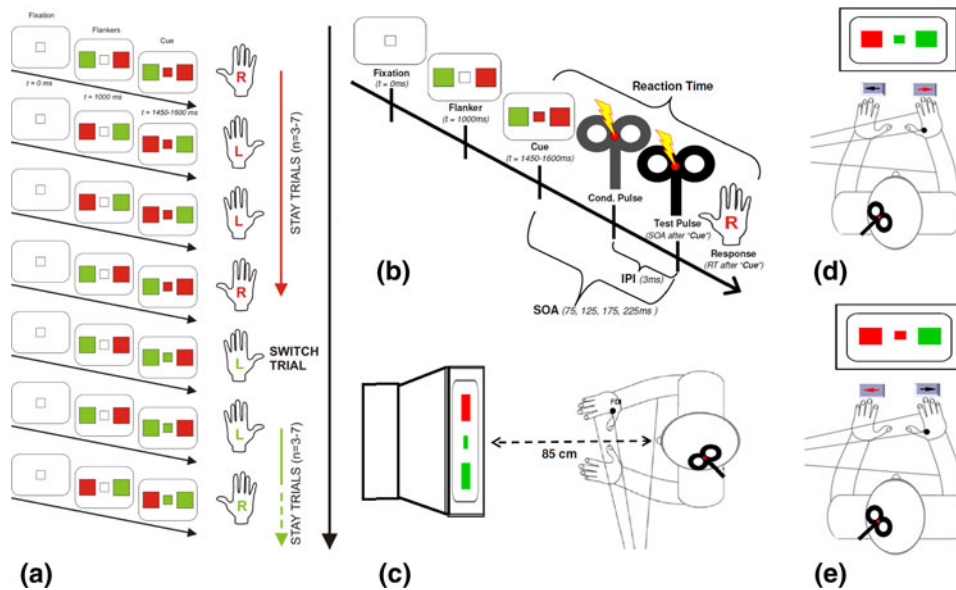 Fixation
Flankers
Cue
t = 0 ms
t = 1000 ms
t = 1450-1600 ms
R
L
L
R
L
L
R
STAY TRIALS (n=3-7)
SWITCH
TRIAL
STAY TRIALS (n=3-7)
(a)
Fixation
(t = 0ms)
Flanker
(t = 1000ms)
Cue
(t = 1450-1600ms)
Reaction Time
Cond. Pulse
Test Pulse
(SOA after "Cue")
R
Response
(RT after "Cue")
IPI (3ms)
SOA (75, 125, 175, 225ms)
(b)
85 cm
(c)
(d)
(e)